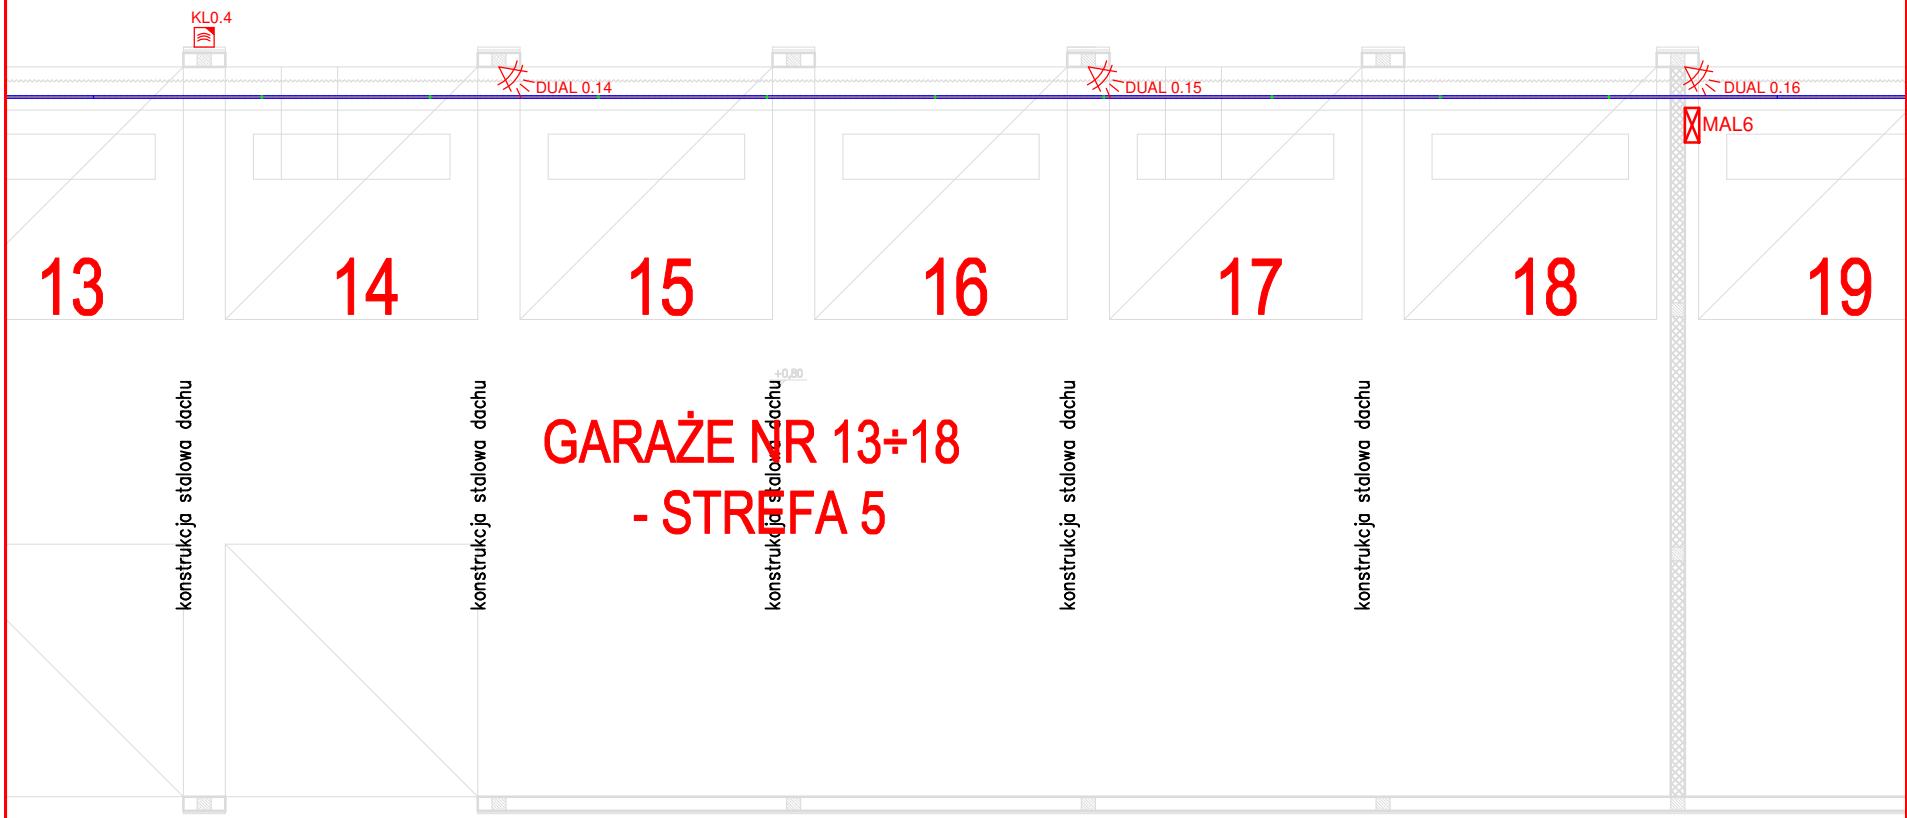 KL0.4
DUAL 0.14
DUAL 0.15
DUAL 0.16
MAL6
13
14
15
16
17
18
19
+0,80
GARAŻE NR 13÷18
- STREFA 5
konstrukcja stalowa dachu
konstrukcja stalowa dachu
konstrukcja stalowa dachu
konstrukcja stalowa dachu
konstrukcja stalowa dachu